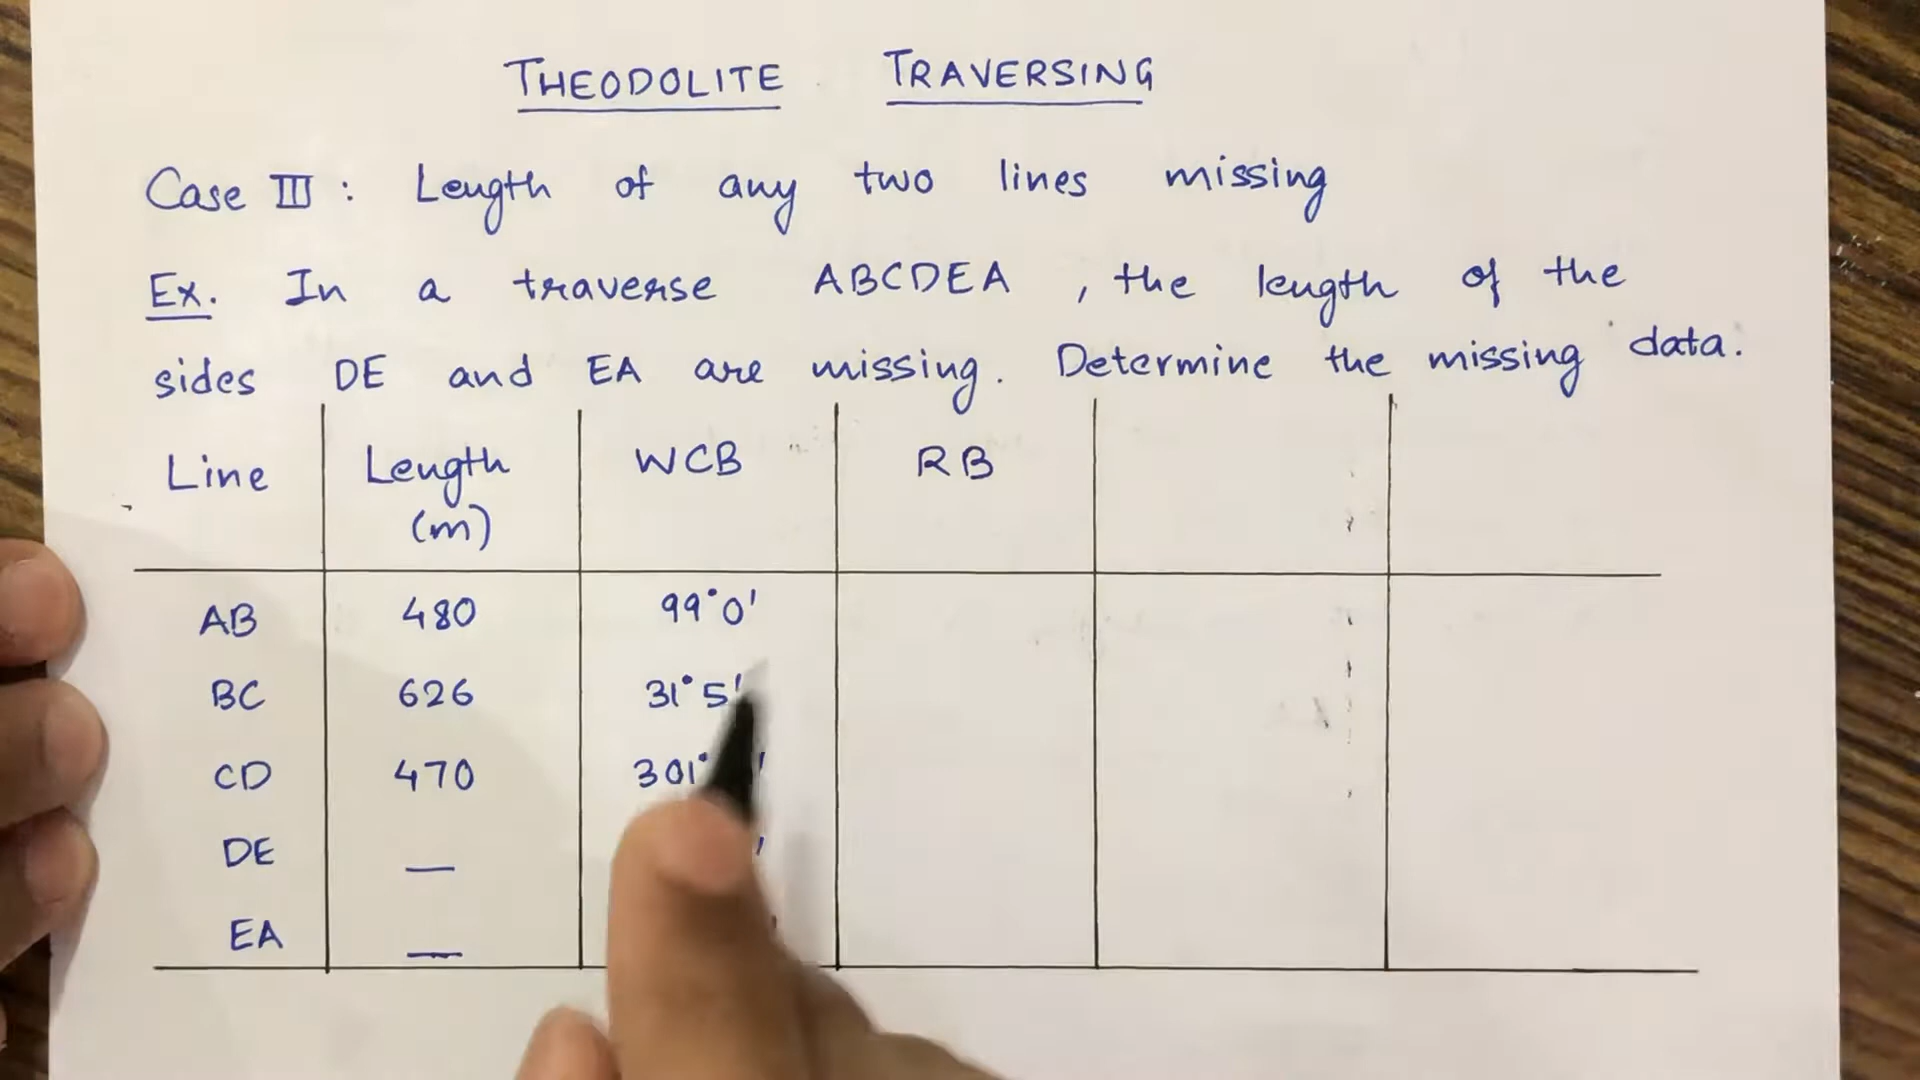 THEODOLITE TRAVERSING
Case III : Length of any two lines missing
Ex. In a traverse ABCDEA , the length of the
sides DE and EA are missing. Determine the missing data.
Line Length (m) WCB RB
AB 480 99°0'
BC 626 31°5'
CD 470 301°
DE —
EA —